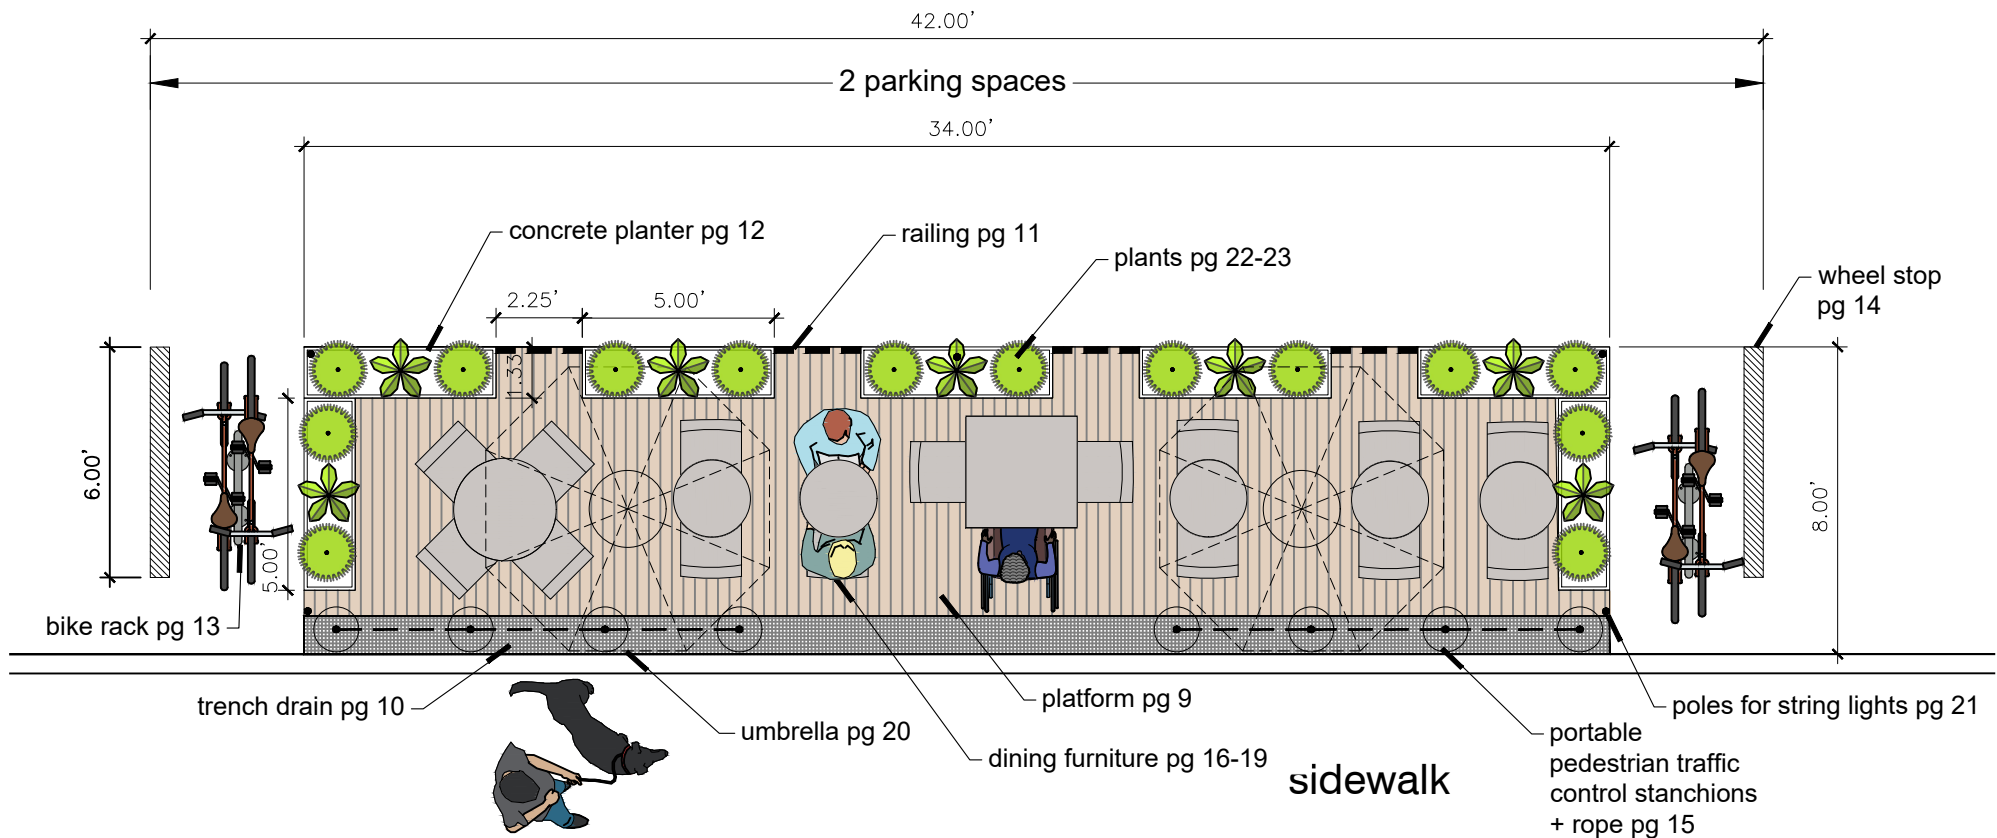 42.00'
2 parking spaces
34.00'
concrete planter pg 12
railing pg 11
plants pg 22-23
wheel stop
pg 14
2.25'
5.00'
1.33'
6.00'
5.00'
8.00'
bike rack pg 13
trench drain pg 10
umbrella pg 20
platform pg 9
dining furniture pg 16-19
sidewalk
poles for string lights pg 21
portable
pedestrian traffic
control stanchions
+ rope pg 15